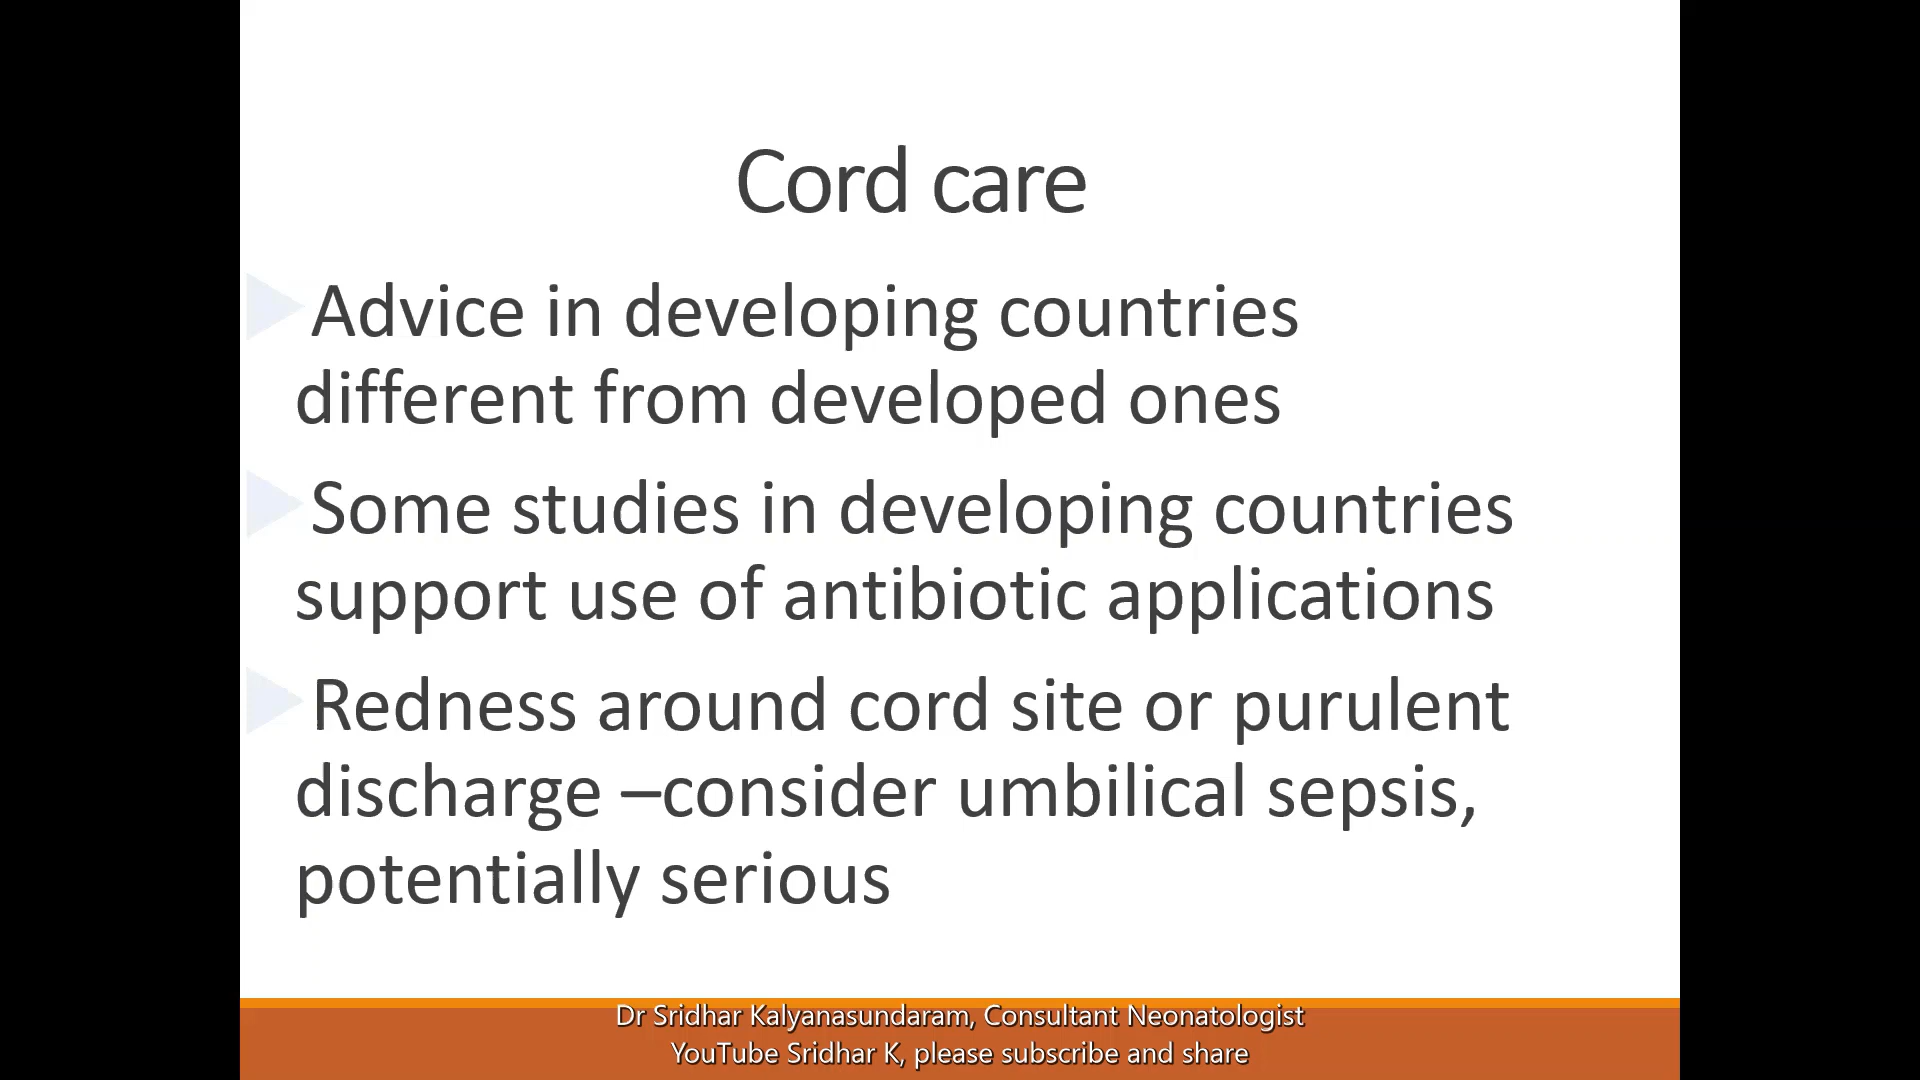 Cord care
Advice in developing countries
different from developed ones
Some studies in developing countries
support use of antibiotic applications
Redness around cord site or purulent
discharge –consider umbilical sepsis,
potentially serious
Dr Sridhar Kalyanasundaram, Consultant Neonatologist
YouTube Sridhar K, please subscribe and share